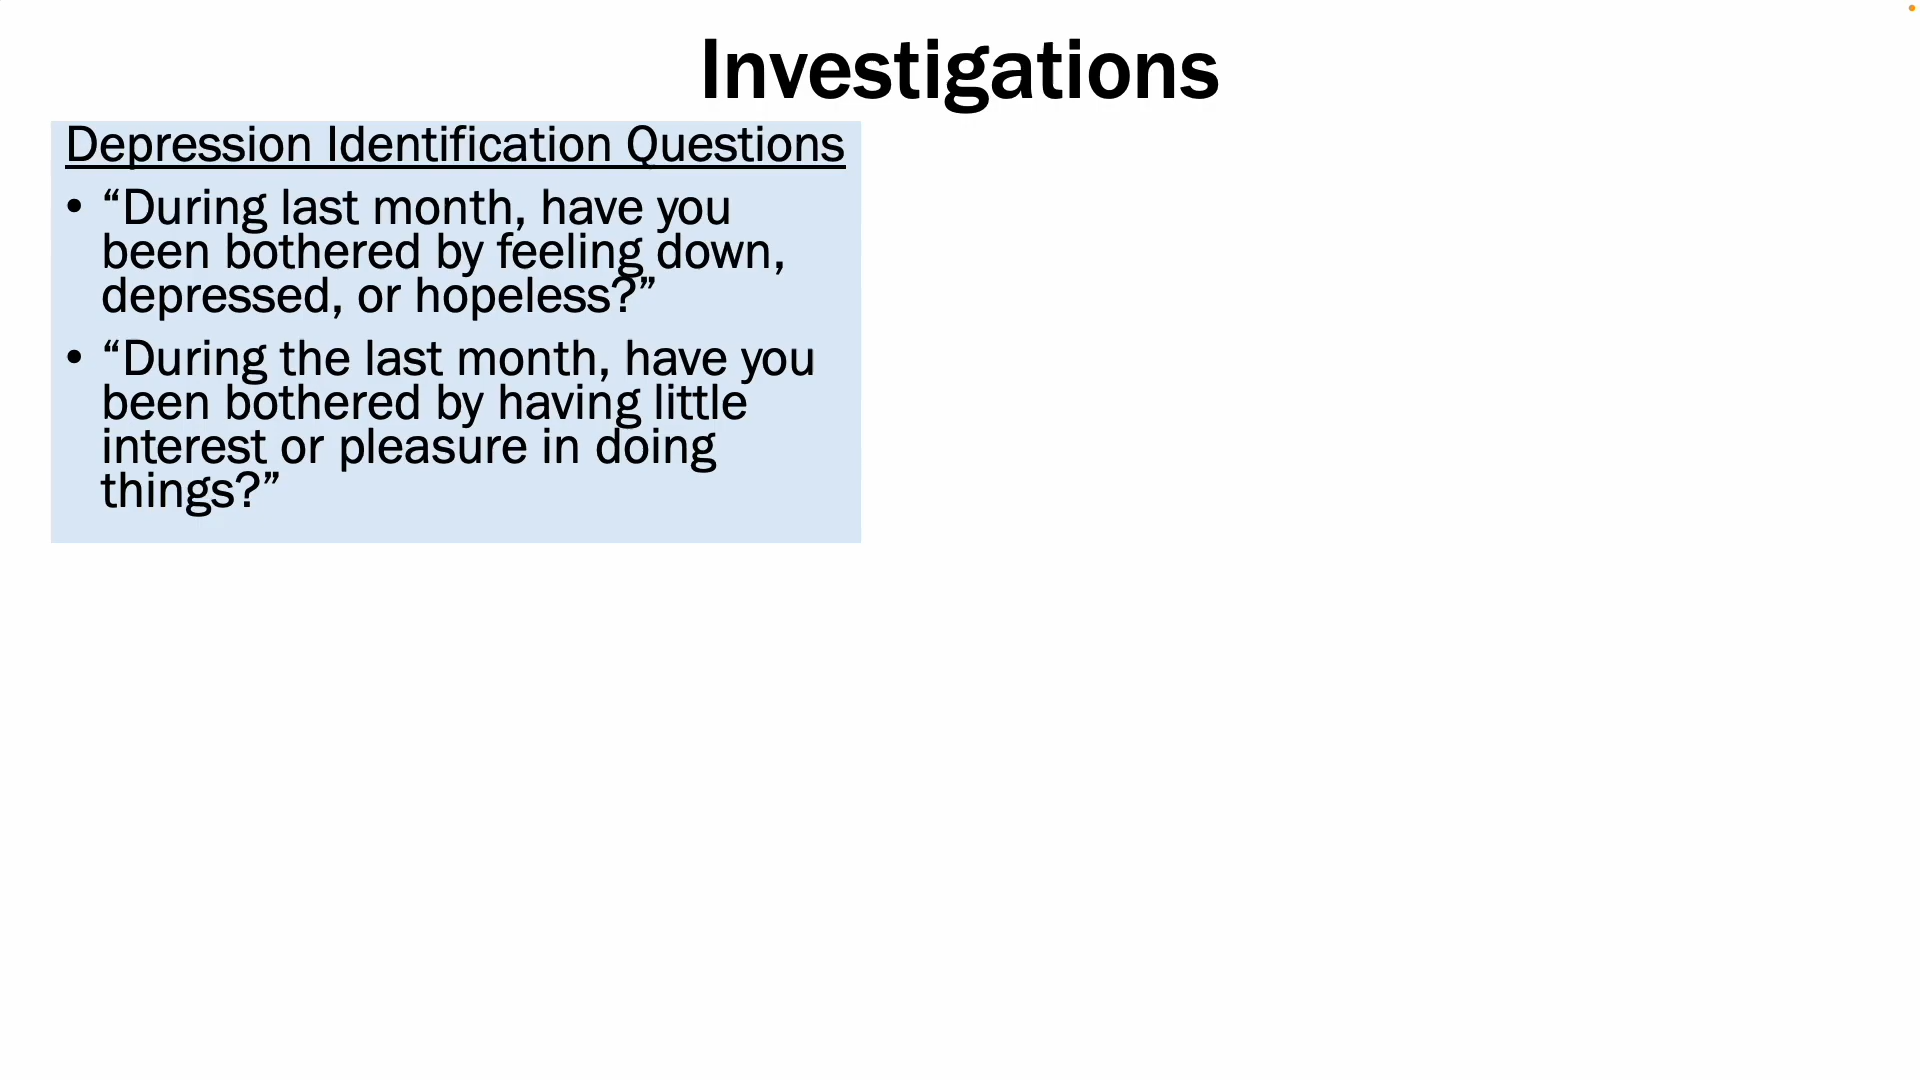 Investigations
Depression Identification Questions
• “During last month, have you
been bothered by feeling down,
depressed, or hopeless?”
• “During the last month, have you
been bothered by having little
interest or pleasure in doing
things?”